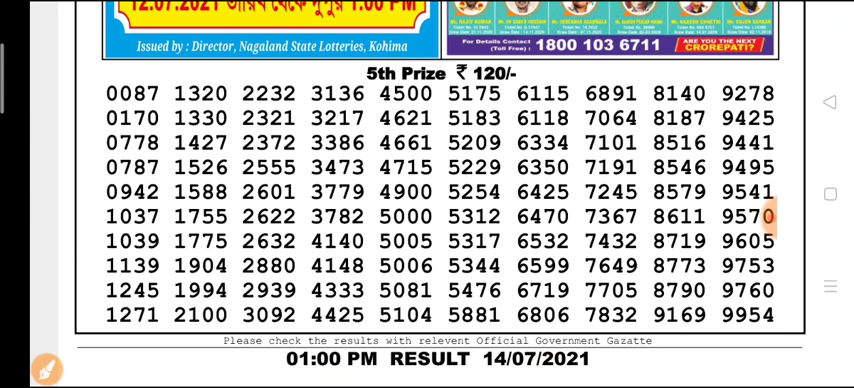 12.07.2021 তারিখ থেকে দুপুর 1:00 PM
Issued by : Director, Nagaland State Lotteries, Kohima
For Details Contact (Toll Free) : 1800 103 6711
ARE YOU THE NEXT CROREPATI?
5th Prize ₹ 120/-
0087 1320 2232 3136 4500 5175 6115 6891 8140 9278
0170 1330 2321 3217 4621 5183 6118 7064 8187 9425
0778 1427 2372 3386 4661 5209 6334 7101 8516 9441
0787 1526 2555 3473 4715 5229 6350 7191 8546 9495
0942 1588 2601 3779 4900 5254 6425 7245 8579 9541
1037 1755 2622 3782 5000 5312 6470 7367 8611 9570
1039 1775 2632 4140 5005 5317 6532 7432 8719 9605
1139 1904 2880 4148 5006 5344 6599 7649 8773 9753
1245 1994 2939 4333 5081 5476 6719 7705 8790 9760
1271 2100 3092 4425 5104 5881 6806 7832 9169 9954
Please check the results with relevent Official Government Gazatte
01:00 PM RESULT 14/07/2021